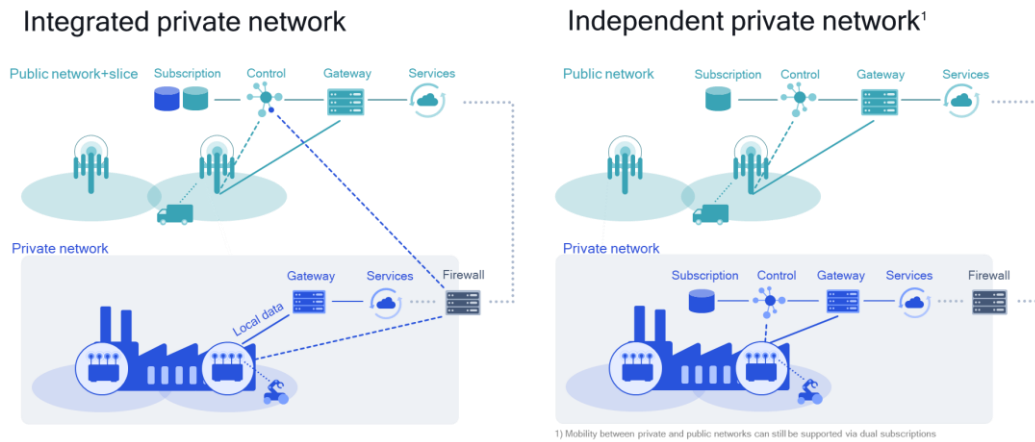 Integrated private network
Public network+slice
Subscription
Control
Gateway
Services
Private network
Gateway
Services
Firewall
Local data
Independent private network¹
Public network
Subscription
Control
Gateway
Services
Private network
Subscription
Control
Gateway
Services
Firewall
1) Mobility between private and public networks can still be supported via dual subscriptions